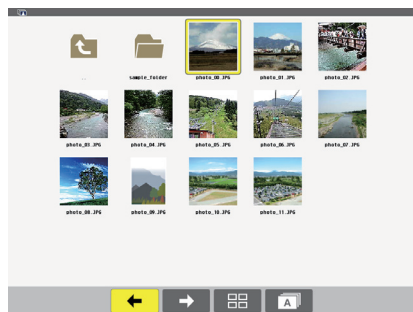 ..
sample_folder
photo_00.JPG
photo_01.JPG
photo_02.JPG
photo_03.JPG
photo_04.JPG
photo_05.JPG
photo_06.JPG
photo_07.JPG
photo_08.JPG
photo_09.JPG
photo_10.JPG
photo_11.JPG
A